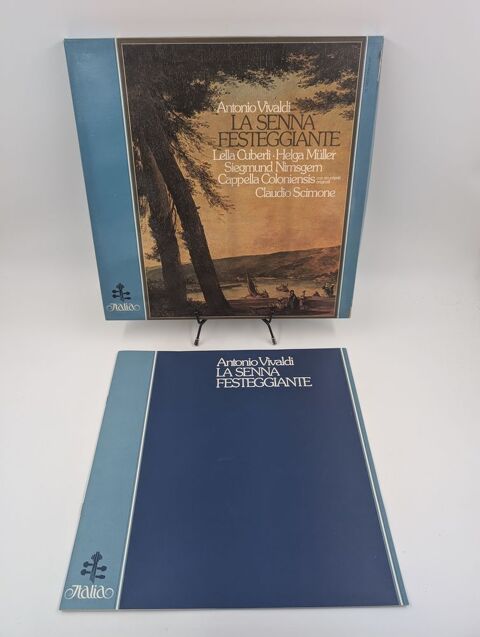 Antonio Vivaldi
LA SENNA
FESTEGGIANTE
Lella Cuberli · Helga Müller
Siegmund Nimsgern
Cappella Coloniensis
Claudio Scimone
Italia
Antonio Vivaldi
LA SENNA
FESTEGGIANTE
Italia